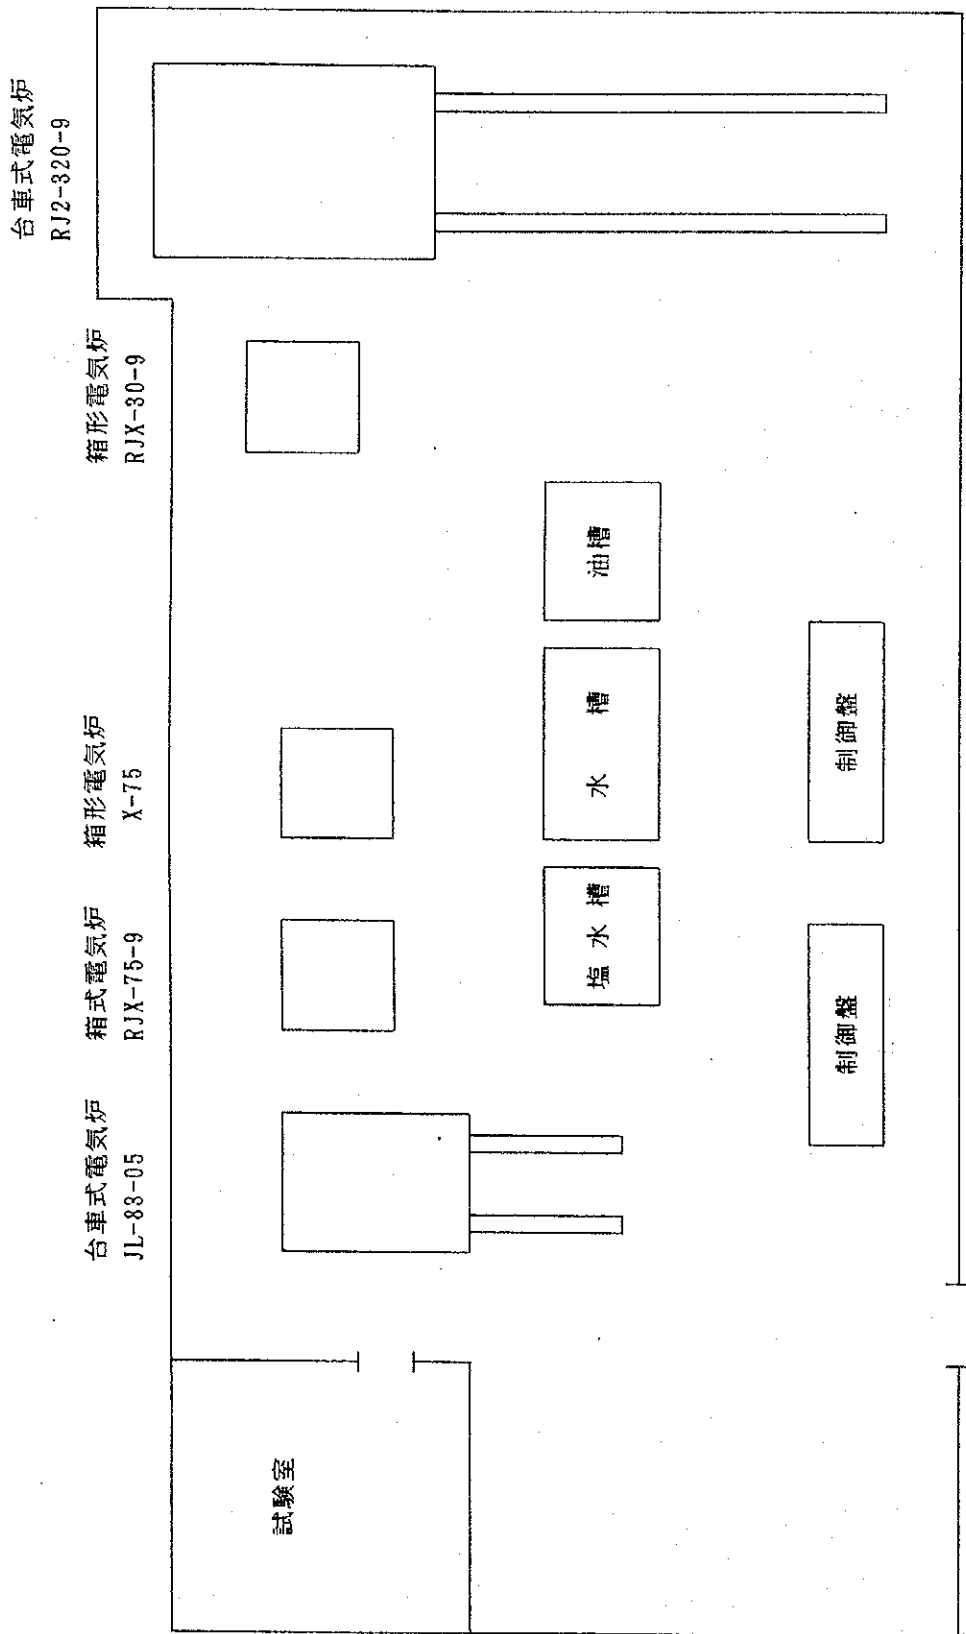 台車式電気炉
JL-83-05
箱式電気炉
RJX-75-9
箱形電気炉
X-75
箱形電気炉
RJX-30-9
台車式電気炉
RJ2-320-9
試験室
塩水槽
水槽
油槽
制御盤
制御盤